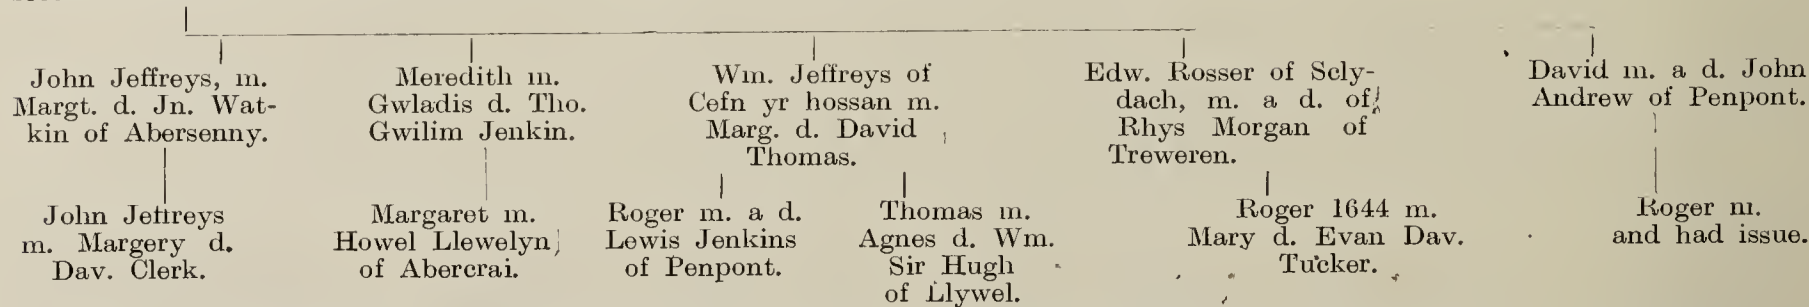 John Jeffreys, m.
Margt. d. Jn. Wat-
kin of Abersenny.
Meredith m.
Gwladis d. Tho.
Gwilim Jenkin.
Wm. Jeffreys of
Cefn yr hossan m.
Marg. d. David
Thomas.
Edw. Rosser of Scly-
dach, m. a d. of
Rhys Morgan of
Treweren.
David m. a d. John
Andrew of Penpont.
John Jeffreys
m. Margery d.
Dav. Clerk.
Margaret m.
Howel Llewelyn
of Abercrai.
Roger m. a d.
Lewis Jenkins
of Penpont.
Thomas m.
Agnes d. Wm.
Sir Hugh
of Llywel.
Roger 1644 m.
Mary d. Evan Dav.
Tucker.
Roger m.
and had issue.